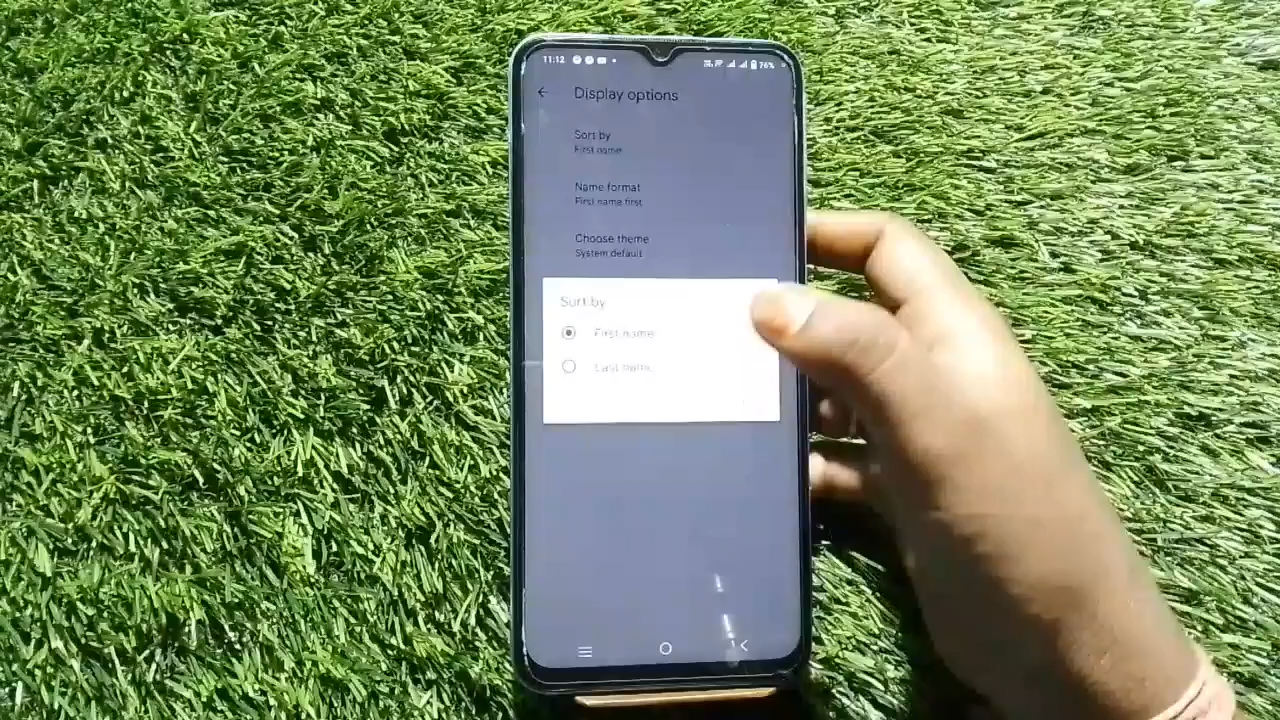 11:12
76%
Display options
Sort by
First name
Name format
First name first
Choose theme
System default
Sort by
First name
Last name